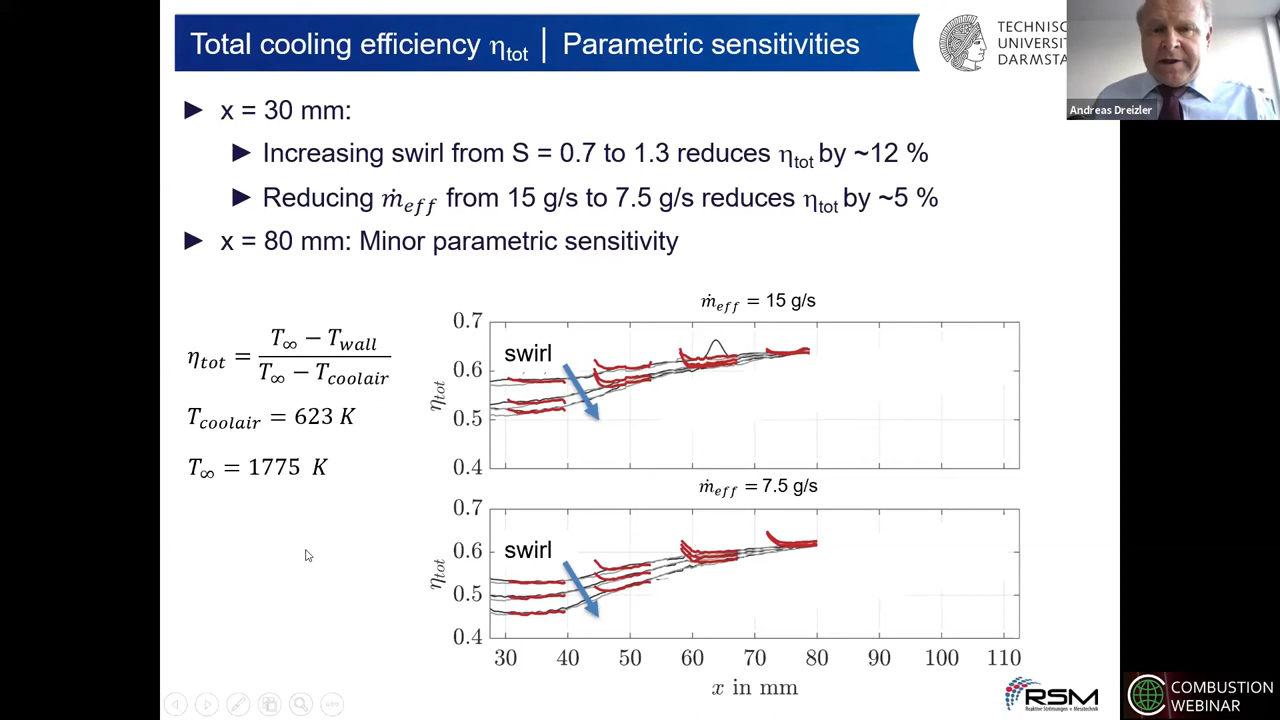 Total cooling efficiency ηtot | Parametric sensitivities
TECHNISC
UNIVER
DARMSTA
Andreas Dreizler
► x = 30 mm:
► Increasing swirl from S = 0.7 to 1.3 reduces ηtot by ~12 %
► Reducing ṁeff from 15 g/s to 7.5 g/s reduces ηtot by ~5 %
► x = 80 mm: Minor parametric sensitivity
ηtot = (T∞ − Twall) / (T∞ − Tcoolair)
Tcoolair = 623 K
T∞ = 1775 K
ṁeff = 15 g/s
0.7
0.6
0.5
0.4
ηtot
swirl
ṁeff = 7.5 g/s
0.7
0.6
0.5
0.4
ηtot
swirl
30 40 50 60 70 80 90 100 110
x in mm
RSM
Reaktive Strömungen + Messtechnik
COMBUSTION
WEBINAR